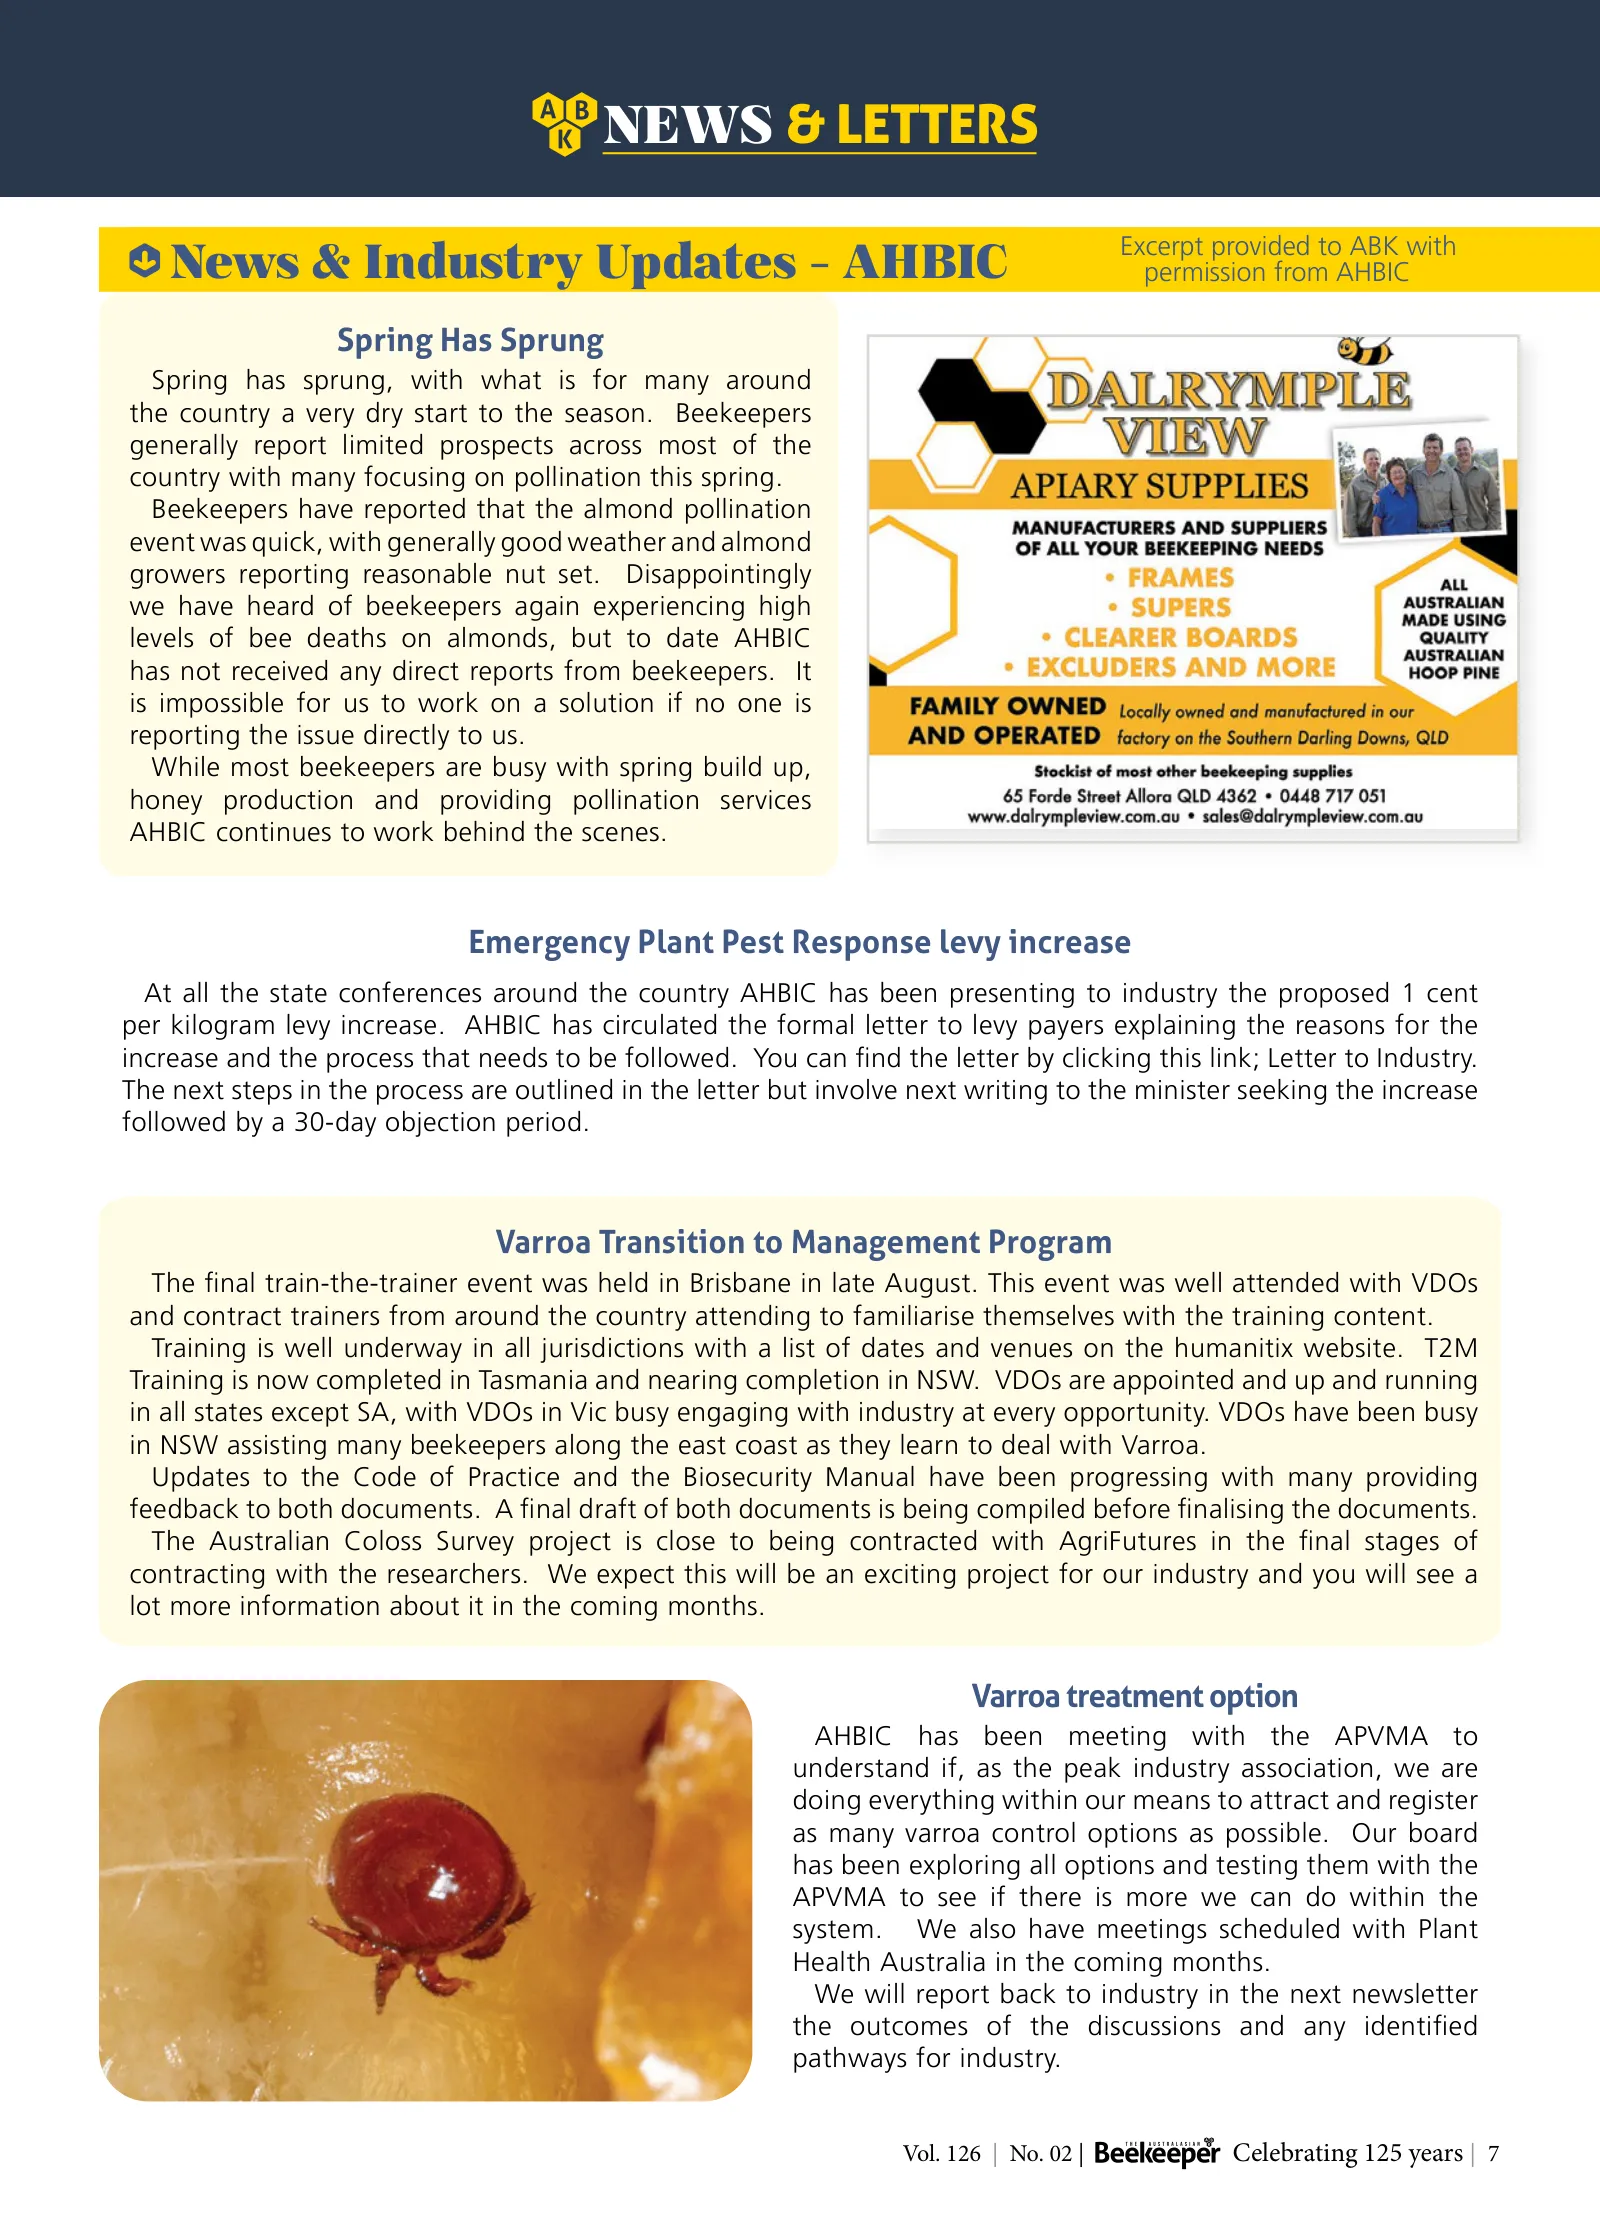 A B
K
NEWS & LETTERS
News & Industry Updates - AHBIC
Excerpt provided to ABK with
permission from AHBIC
Spring Has Sprung
Spring has sprung, with what is for many around
the country a very dry start to the season. Beekeepers
generally report limited prospects across most of the
country with many focusing on pollination this spring.
Beekeepers have reported that the almond pollination
event was quick, with generally good weather and almond
growers reporting reasonable nut set. Disappointingly
we have heard of beekeepers again experiencing high
levels of bee deaths on almonds, but to date AHBIC
has not received any direct reports from beekeepers. It
is impossible for us to work on a solution if no one is
reporting the issue directly to us.
While most beekeepers are busy with spring build up,
honey production and providing pollination services
AHBIC continues to work behind the scenes.
DALRYMPLE
VIEW
APIARY SUPPLIES
MANUFACTURERS AND SUPPLIERS
OF ALL YOUR BEEKEEPING NEEDS
• FRAMES
• SUPERS
• CLEARER BOARDS
• EXCLUDERS AND MORE
ALL
AUSTRALIAN
MADE USING
QUALITY
AUSTRALIAN
HOOP PINE
FAMILY OWNED
AND OPERATED
Locally owned and manufactured in our
factory on the Southern Darling Downs, QLD
Stockist of most other beekeeping supplies
65 Forde Street Allora QLD 4362 • 0448 717 051
www.dalrympleview.com.au • sales@dalrympleview.com.au
Emergency Plant Pest Response levy increase
At all the state conferences around the country AHBIC has been presenting to industry the proposed 1 cent
per kilogram levy increase. AHBIC has circulated the formal letter to levy payers explaining the reasons for the
increase and the process that needs to be followed. You can find the letter by clicking this link; Letter to Industry.
The next steps in the process are outlined in the letter but involve next writing to the minister seeking the increase
followed by a 30-day objection period.
Varroa Transition to Management Program
The final train-the-trainer event was held in Brisbane in late August. This event was well attended with VDOs
and contract trainers from around the country attending to familiarise themselves with the training content.
Training is well underway in all jurisdictions with a list of dates and venues on the humanitix website. T2M
Training is now completed in Tasmania and nearing completion in NSW. VDOs are appointed and up and running
in all states except SA, with VDOs in Vic busy engaging with industry at every opportunity. VDOs have been busy
in NSW assisting many beekeepers along the east coast as they learn to deal with Varroa.
Updates to the Code of Practice and the Biosecurity Manual have been progressing with many providing
feedback to both documents. A final draft of both documents is being compiled before finalising the documents.
The Australian Coloss Survey project is close to being contracted with AgriFutures in the final stages of
contracting with the researchers. We expect this will be an exciting project for our industry and you will see a
lot more information about it in the coming months.
Varroa treatment option
AHBIC has been meeting with the APVMA to
understand if, as the peak industry association, we are
doing everything within our means to attract and register
as many varroa control options as possible. Our board
has been exploring all options and testing them with the
APVMA to see if there is more we can do within the
system. We also have meetings scheduled with Plant
Health Australia in the coming months.
We will report back to industry in the next newsletter
the outcomes of the discussions and any identified
pathways for industry.
Vol. 126 | No. 02 | THE AUSTRALASIAN Beekeeper Celebrating 125 years | 7